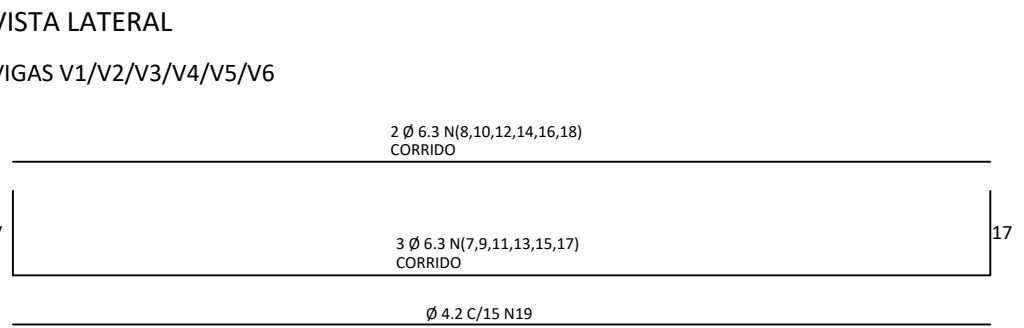 VISTA LATERAL
VIGAS V1/V2/V3/V4/V5/V6
2 Ø 6.3 N(8,10,12,14,16,18)
CORRIDO
17
3 Ø 6.3 N(7,9,11,13,15,17)
CORRIDO
Ø 4.2 C/15 N19